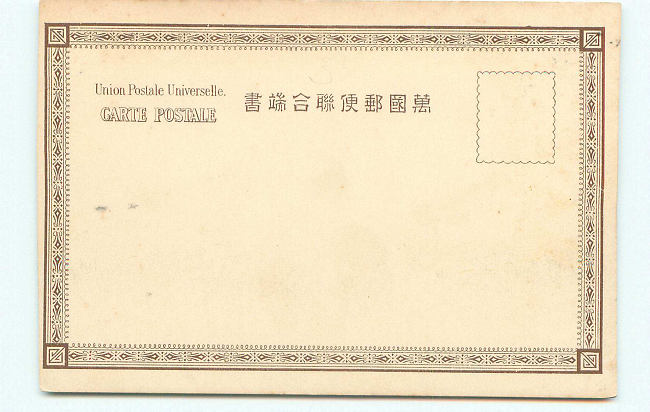 Union Postale Universelle.
CARTE POSTALE
萬國郵便聯合端書